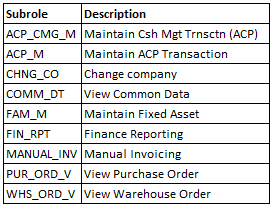 Subrole Description
ACP_CMG_M Maintain Csh Mgt Trnsctn (ACP)
ACP_M Maintain ACP Transaction
CHNG_CO Change company
COMM_DT View Common Data
FAM_M Maintain Fixed Asset
FIN_RPT Finance Reporting
MANUAL_INV Manual Invoicing
PUR_ORD_V View Purchase Order
WHS_ORD_V View Warehouse Order